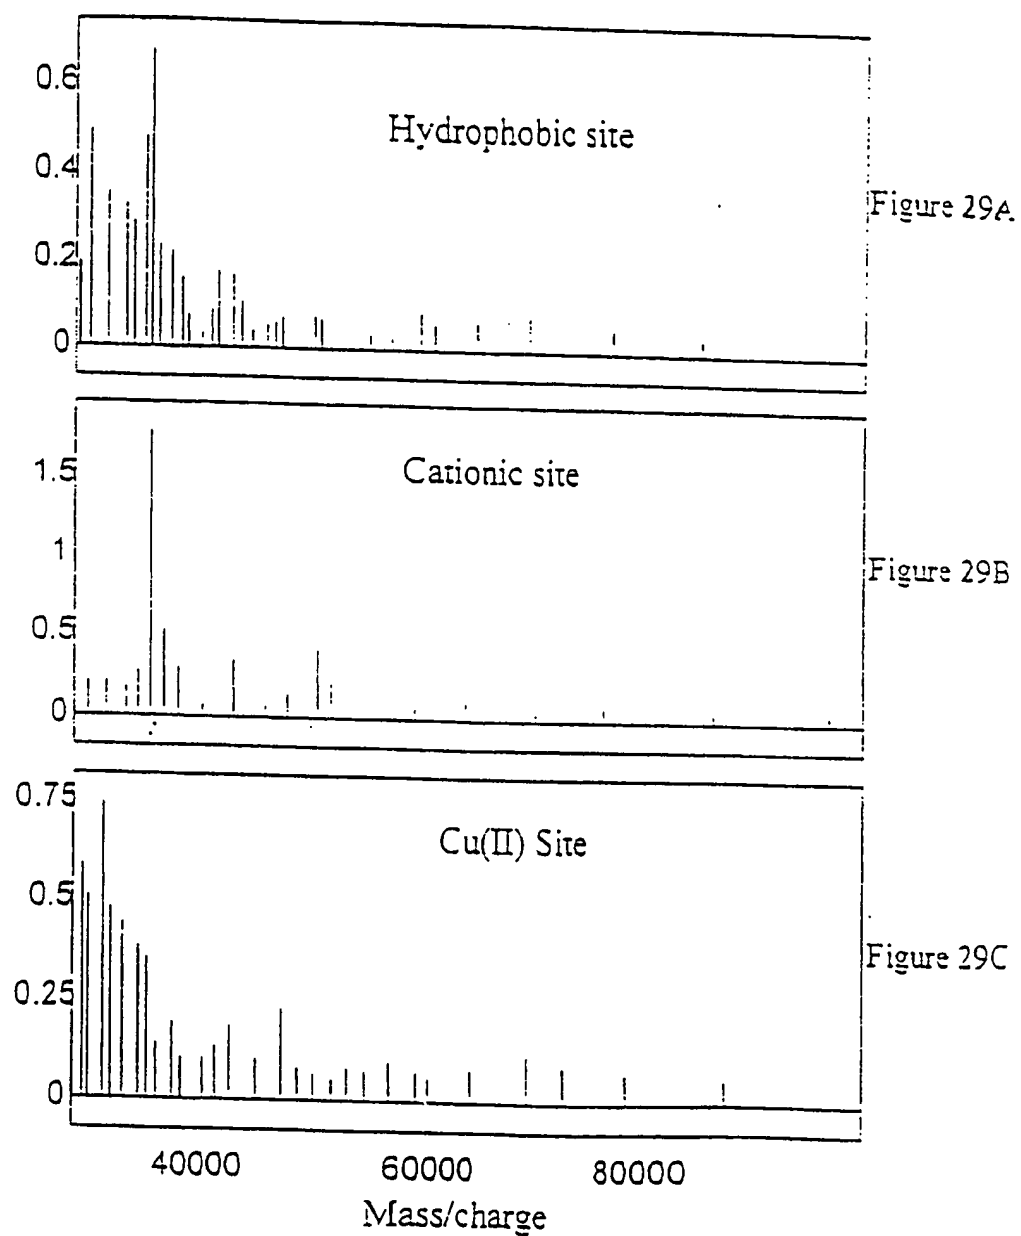 0.6
Hydrophobic site
0.4
Figure 29A
0.2
0
1.5
Cationic site
1
Figure 29B
0.5
0
0.75
Cu(II) Site
0.5
Figure 29C
0.25
0
40000 60000 80000
Mass/charge